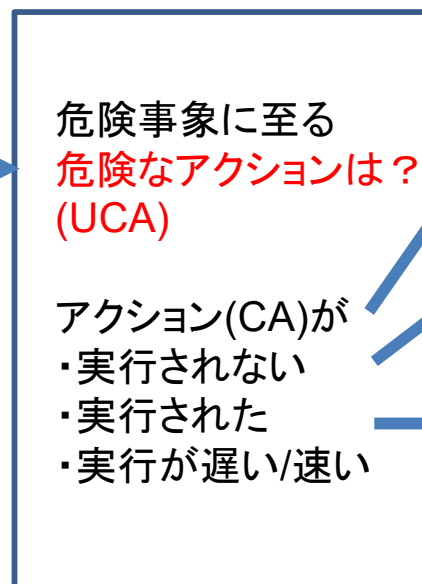 危険事象に至る
危険なアクションは？
(UCA)
アクション(CA)が
・実行されない
・実行された
・実行が遅い/速い